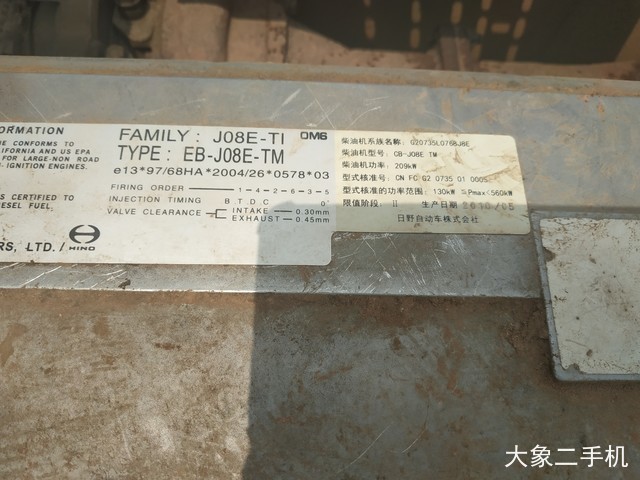 ORMATION
NE CONFORMS TO
LIFORNIA AND US EPA
FOR LARGE-NON ROAD
-IGNITION ENGINES.
S CERTIFIED TO
ESEL FUEL.
RS, LTD. / HINO
FAMILY : J08E-TI
TYPE : EB-J08E-TM
e13*97/68HA*2004/26*0578*03
FIRING ORDER 1-4-2-6-3-5
INJECTION TIMING B T D C 0°
VALVE CLEARANCE INTAKE 0.30mm
EXHAUST 0.45mm
柴油机系族名称: G20735L0768J8E
柴油机型号: CB-J08E TM
柴油机功率: 209kW
型式核准号: CN FC G2 0735 01 0005
型式核准的功率范围: 130kW ≤Pmax≤560kW
限值阶段: II 生产日期 2010/05
日野自动车株式会社
大象二手机